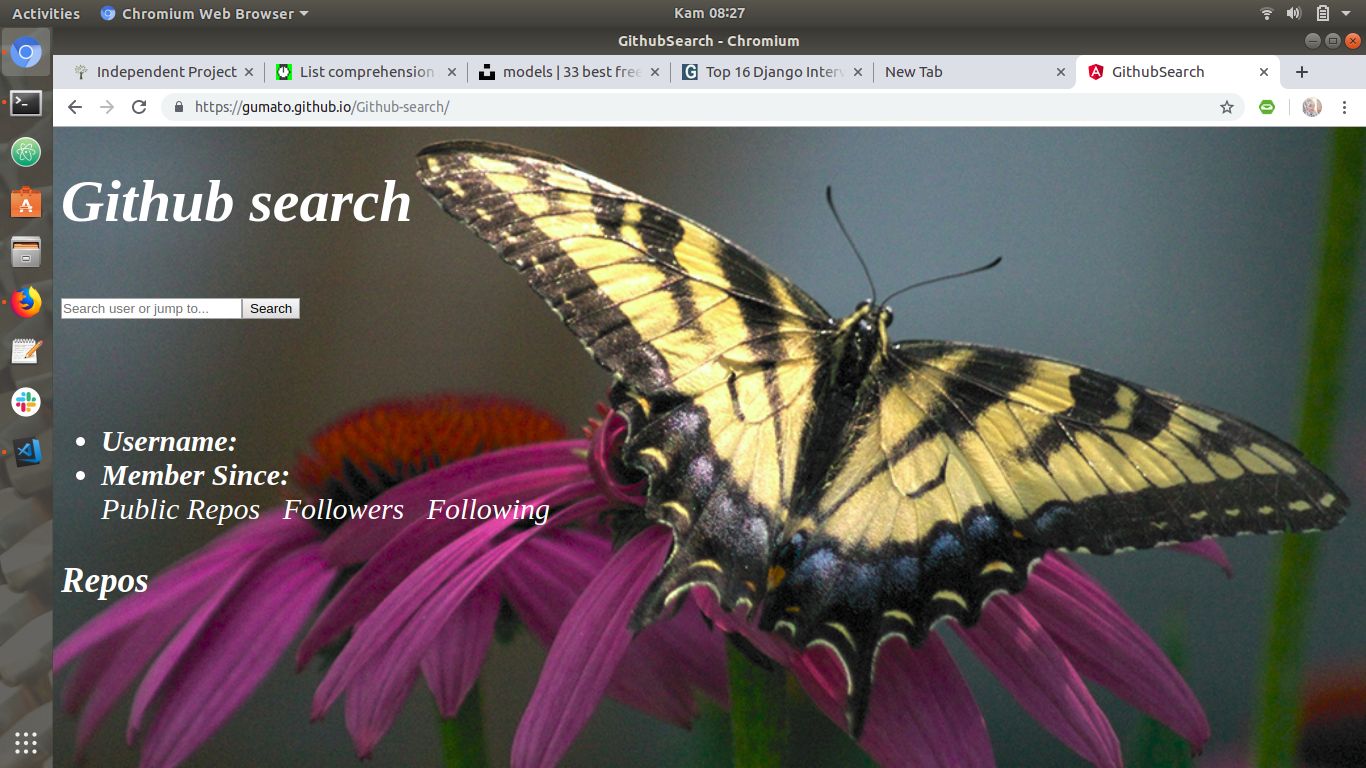 Activities Chromium Web Browser Kam 08:27
GithubSearch - Chromium
Independent Project List comprehension models | 33 best free Top 16 Django Interv New Tab GithubSearch
https://gumato.github.io/Github-search/
Github search
Search user or jump to... Search
Username:
Member Since:
Public Repos Followers Following
Repos